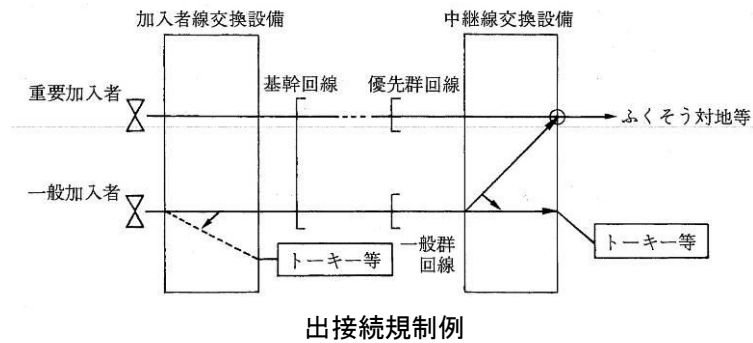 加入者線交換設備
中継線交換設備
基幹回線
優先群回線
重要加入者
ふくそう対地等
一般加入者
トーキー等
一般群
回線
トーキー等
出接続規制例